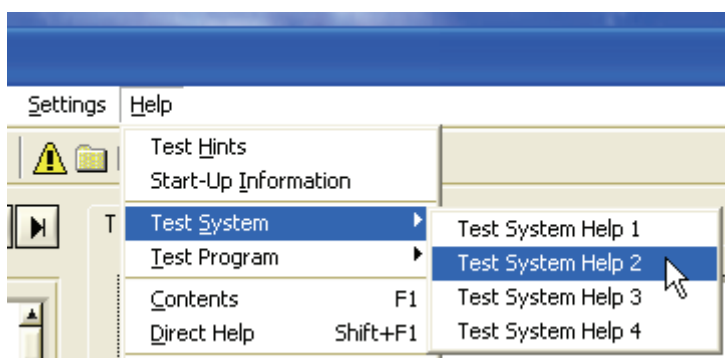 Settings Help
Test Hints
Start-Up Information
T Test System
Test Program
Contents F1
Direct Help Shift+F1
Test System Help 1
Test System Help 2
Test System Help 3
Test System Help 4